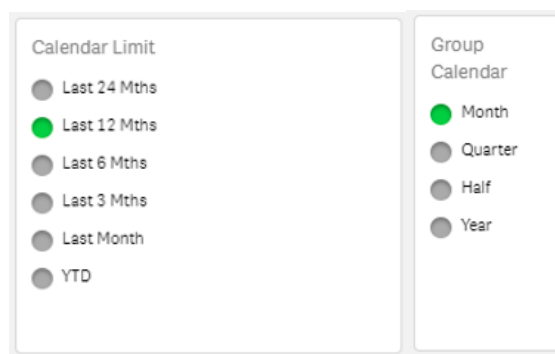 Calendar Limit
Last 24 Mths
Last 12 Mths
Last 6 Mths
Last 3 Mths
Last Month
YTD
Group
Calendar
Month
Quarter
Half
Year